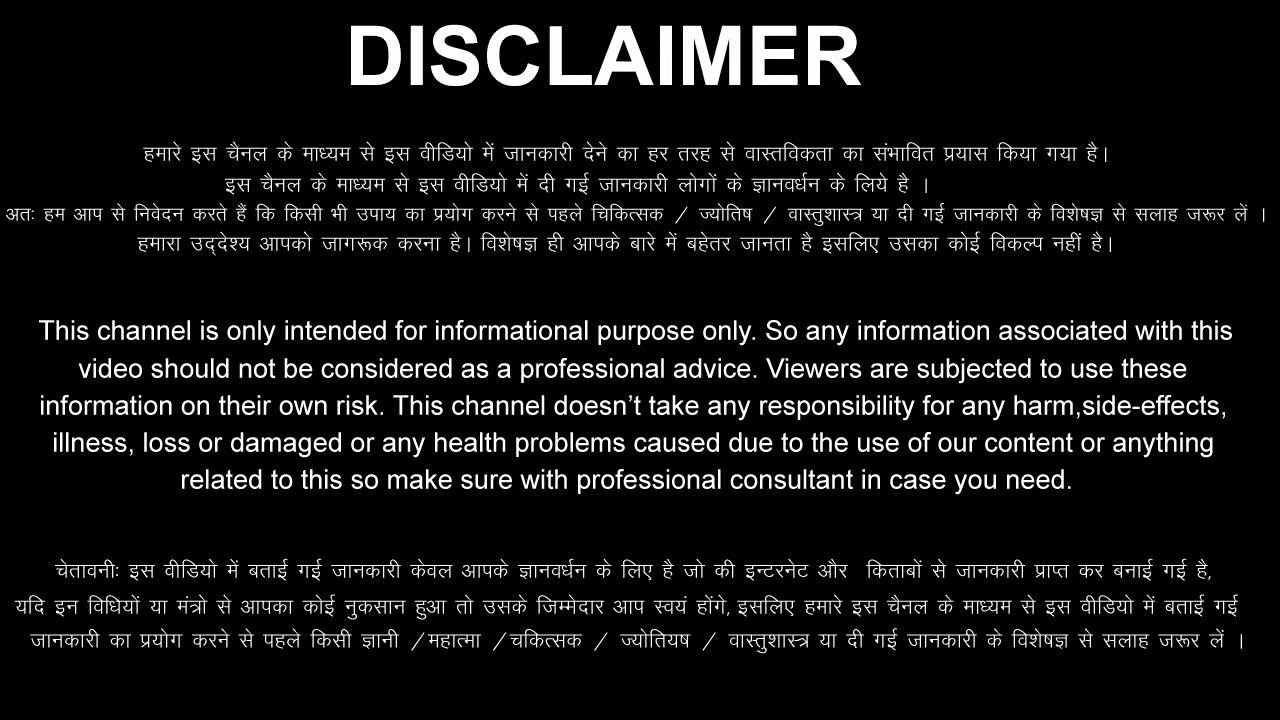 DISCLAIMER
हमारे इस चैनल के माध्यम से इस वीडियो में जानकारी देने का हर तरह से वास्तविकता का संभावित प्रयास किया गया है।
इस चैनल के माध्यम से इस वीडियो में दी गई जानकारी लोगों के ज्ञानवर्धन के लिये है ।
अतः हम आप से निवेदन करते हैं कि किसी भी उपाय का प्रयोग करने से पहले चिकित्सक / ज्योतिष / वास्तुशास्त्र या दी गई जानकारी के विशेषज्ञ से सलाह जरूर लें ।
हमारा उद्देश्य आपको जागरूक करना है। विशेषज्ञ ही आपके बारे में बहेतर जानता है इसलिए उसका कोई विकल्प नहीं है।
This channel is only intended for informational purpose only. So any information associated with this
video should not be considered as a professional advice. Viewers are subjected to use these
information on their own risk. This channel doesn’t take any responsibility for any harm,side-effects,
illness, loss or damaged or any health problems caused due to the use of our content or anything
related to this so make sure with professional consultant in case you need.
चेतावनीः इस वीडियो में बताई गई जानकारी केवल आपके ज्ञानवर्धन के लिए है जो की इन्टरनेट और किताबों से जानकारी प्राप्त कर बनाई गई है,
यदि इन विधियों या मंत्रो से आपका कोई नुकसान हुआ तो उसके जिम्मेदार आप स्वयं होंगे, इसलिए हमारे इस चैनल के माध्यम से इस वीडियो में बताई गई
जानकारी का प्रयोग करने से पहले किसी ज्ञानी /महात्मा /चकित्सक / ज्योतियष / वास्तुशास्त्र या दी गई जानकारी के विशेषज्ञ से सलाह जरूर लें ।